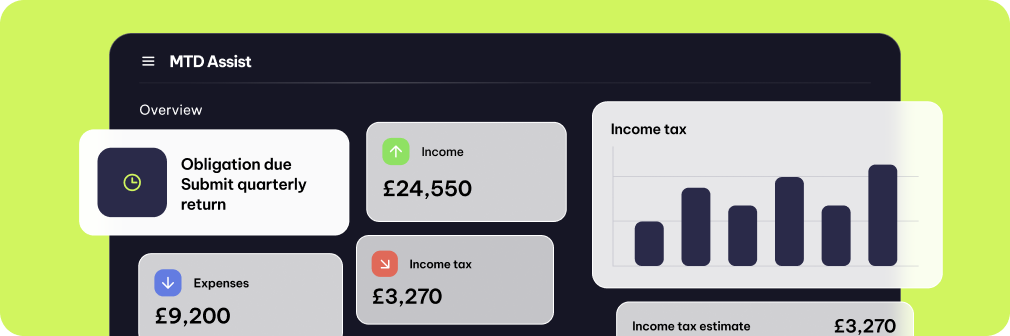 MTD Assist
Overview
Obligation due
Submit quarterly
return
Income
£24,550
Expenses
£9,200
Income tax
£3,270
Income tax
Income tax estimate
£3,270